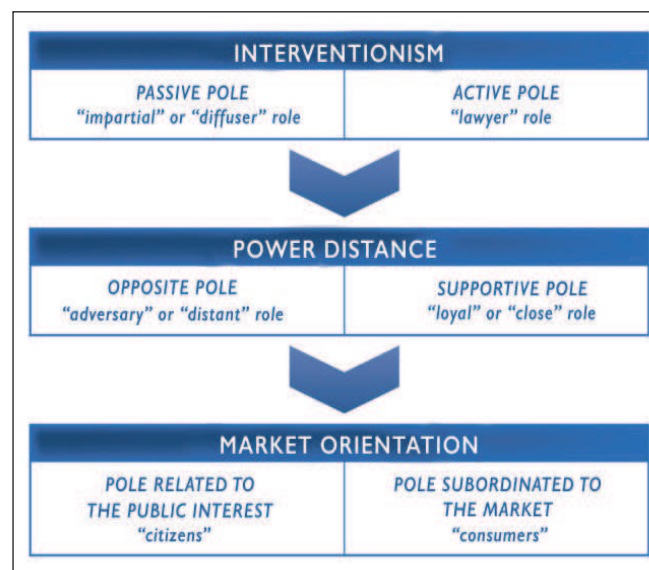 INTERVENTIONISM
PASSIVE POLE
"impartial" or "diffuser" role
ACTIVE POLE
"lawyer" role
POWER DISTANCE
OPPOSITE POLE
"adversary" or "distant" role
SUPPORTIVE POLE
"loyal" or "close" role
MARKET ORIENTATION
POLE RELATED TO
THE PUBLIC INTEREST
"citizens"
POLE SUBORDINATED TO
THE MARKET
"consumers"